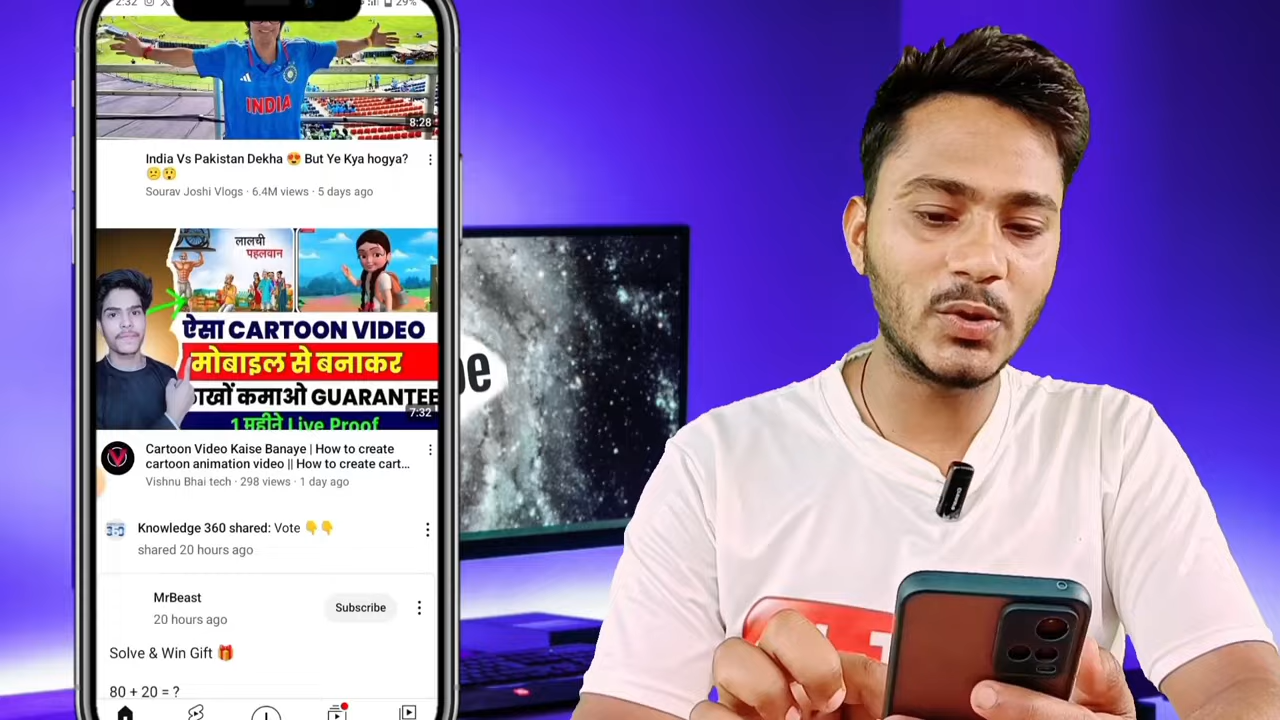 2:32
29%
INDIA
8:28
India Vs Pakistan Dekha 😍 But Ye Kya hogya?
😕😲
Sourav Joshi Vlogs · 6.4M views · 5 days ago
लालची
पहलवान
ऐसा CARTOON VIDEO
मोबाइल से बनाकर
कमाओ GUARANTEE
7:32
1 महीने Live Proof
Cartoon Video Kaise Banaye | How to create
cartoon animation video || How to create cart...
Vishnu Bhai tech · 298 views · 1 day ago
Knowledge 360 shared: Vote 👇👇
shared 20 hours ago
MrBeast
Subscribe
20 hours ago
Solve & Win Gift 🎁
80 + 20 = ?